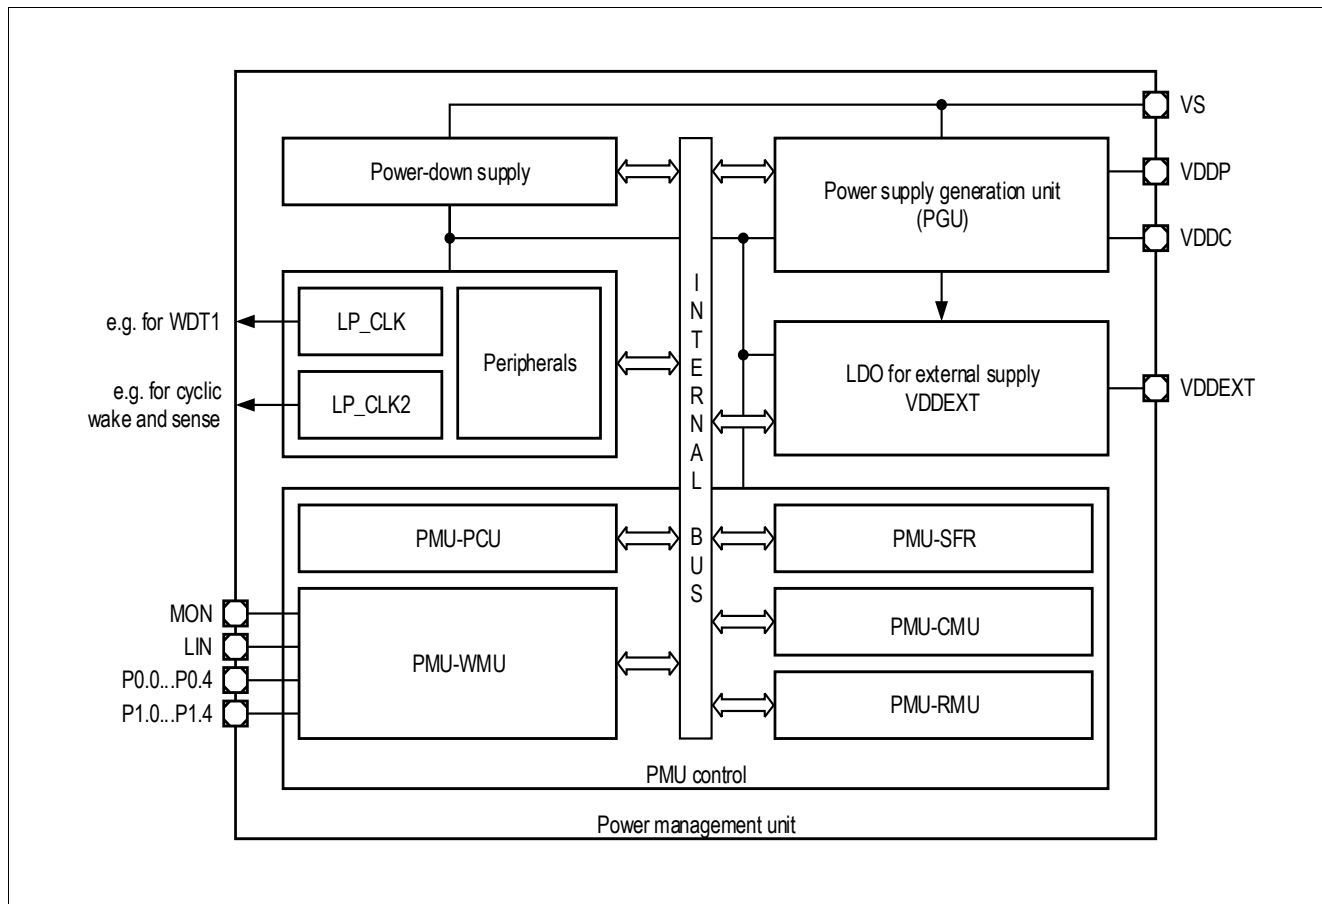 VS
Power-down supply
Power supply generation unit
(PGU)
VDDP
VDDC
INTERNAL BUS
e.g. for WDT1
LP_CLK
Peripherals
e.g. for cyclic
wake and sense
LP_CLK2
LDO for external supply
VDDEXT
VDDEXT
PMU-PCU
PMU-SFR
MON
LIN
P0.0...P0.4
P1.0...P1.4
PMU-WMU
PMU-CMU
PMU-RMU
PMU control
Power management unit